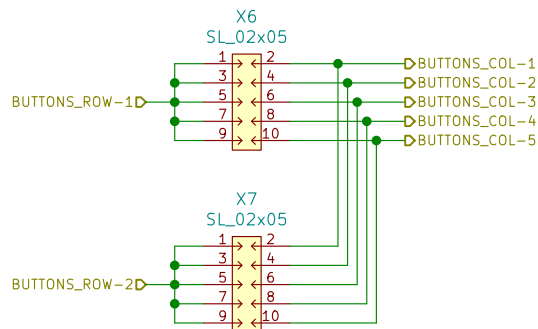 X6
SL_02x05
1 2 BUTTONS_COL-1
3 4 BUTTONS_COL-2
BUTTONS_ROW-1 5 6 BUTTONS_COL-3
7 8 BUTTONS_COL-4
9 10 BUTTONS_COL-5
X7
SL_02x05
1 2
3 4
BUTTONS_ROW-2 5 6
7 8
9 10